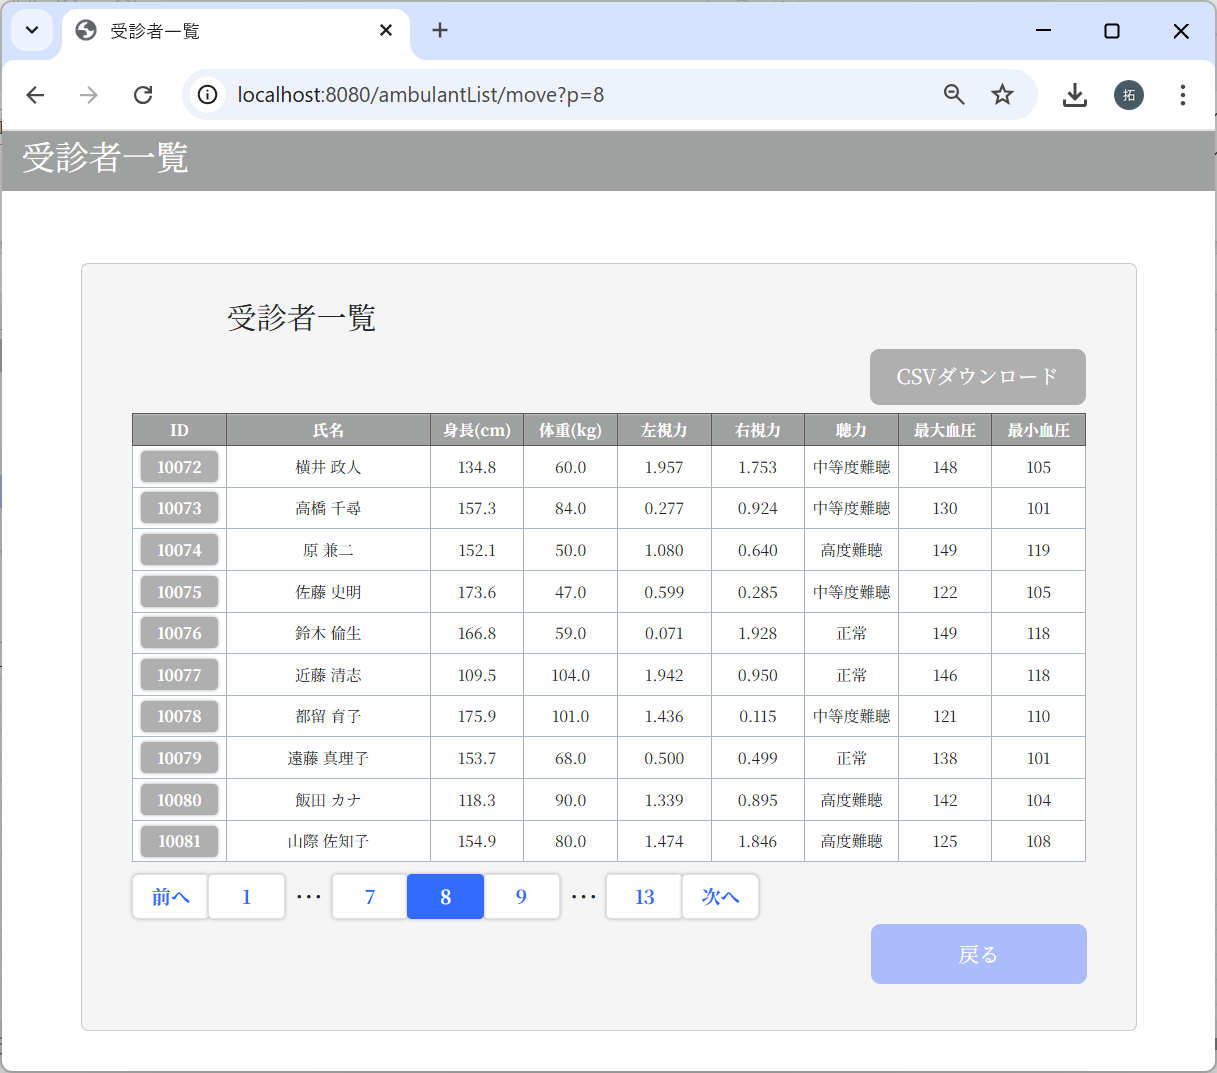 受診者一覧
localhost:8080/ambulantList/move?p=8
拓
受診者一覧
受診者一覧
CSVダウンロード
ID 氏名 身長(cm) 体重(kg) 左視力 右視力 聴力 最大血圧 最小血圧
10072 横井 政人 134.8 60.0 1.957 1.753 中等度難聴 148 105
10073 高橋 千尋 157.3 84.0 0.277 0.924 中等度難聴 130 101
10074 原 兼二 152.1 50.0 1.080 0.640 高度難聴 149 119
10075 佐藤 史明 173.6 47.0 0.599 0.285 中等度難聴 122 105
10076 鈴木 倫生 166.8 59.0 0.071 1.928 正常 149 118
10077 近藤 清志 109.5 104.0 1.942 0.950 正常 146 118
10078 都留 育子 175.9 101.0 1.436 0.115 中等度難聴 121 110
10079 遠藤 真理子 153.7 68.0 0.500 0.499 正常 138 101
10080 飯田 カナ 118.3 90.0 1.339 0.895 高度難聴 142 104
10081 山際 佐知子 154.9 80.0 1.474 1.846 高度難聴 125 108
前へ 1 … 7 8 9 … 13 次へ
戻る